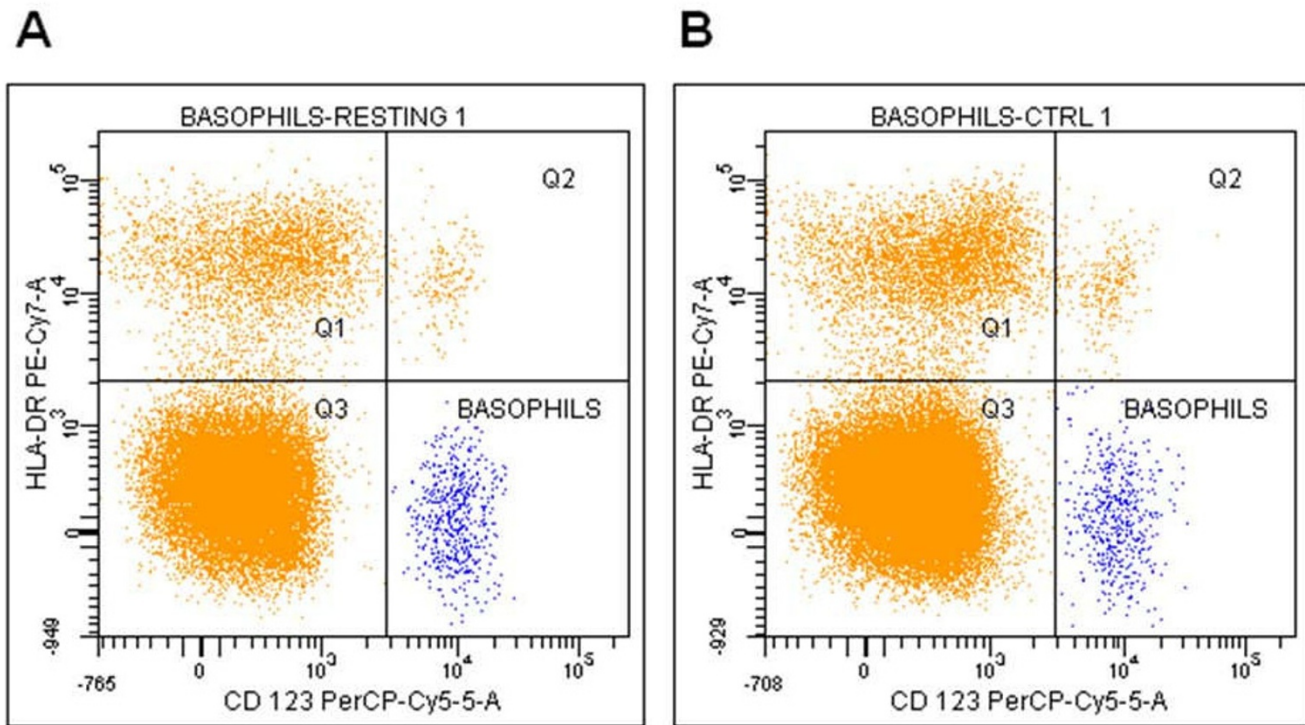 A
BASOPHILS-RESTING 1
Q2
Q1
Q3
BASOPHILS
10^5
10^4
10^3
0
-949
HLA-DR PE-Cy7-A
-765
0
10^3
10^4
10^5
CD 123 PerCP-Cy5-5-A
B
BASOPHILS-CTRL 1
Q2
Q1
Q3
BASOPHILS
10^5
10^4
10^3
0
-929
HLA-DR PE-Cy7-A
-708
0
10^3
10^4
10^5
CD 123 PerCP-Cy5-5-A